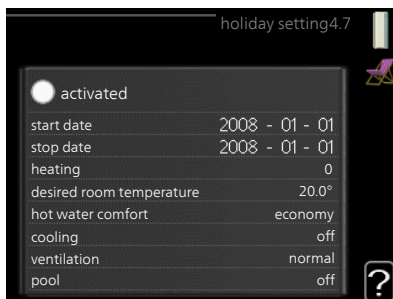 holiday setting4.7
activated
start date 2008 - 01 - 01
stop date 2008 - 01 - 01
heating 0
desired room temperature 20.0°
hot water comfort economy
cooling off
ventilation normal
pool off
?